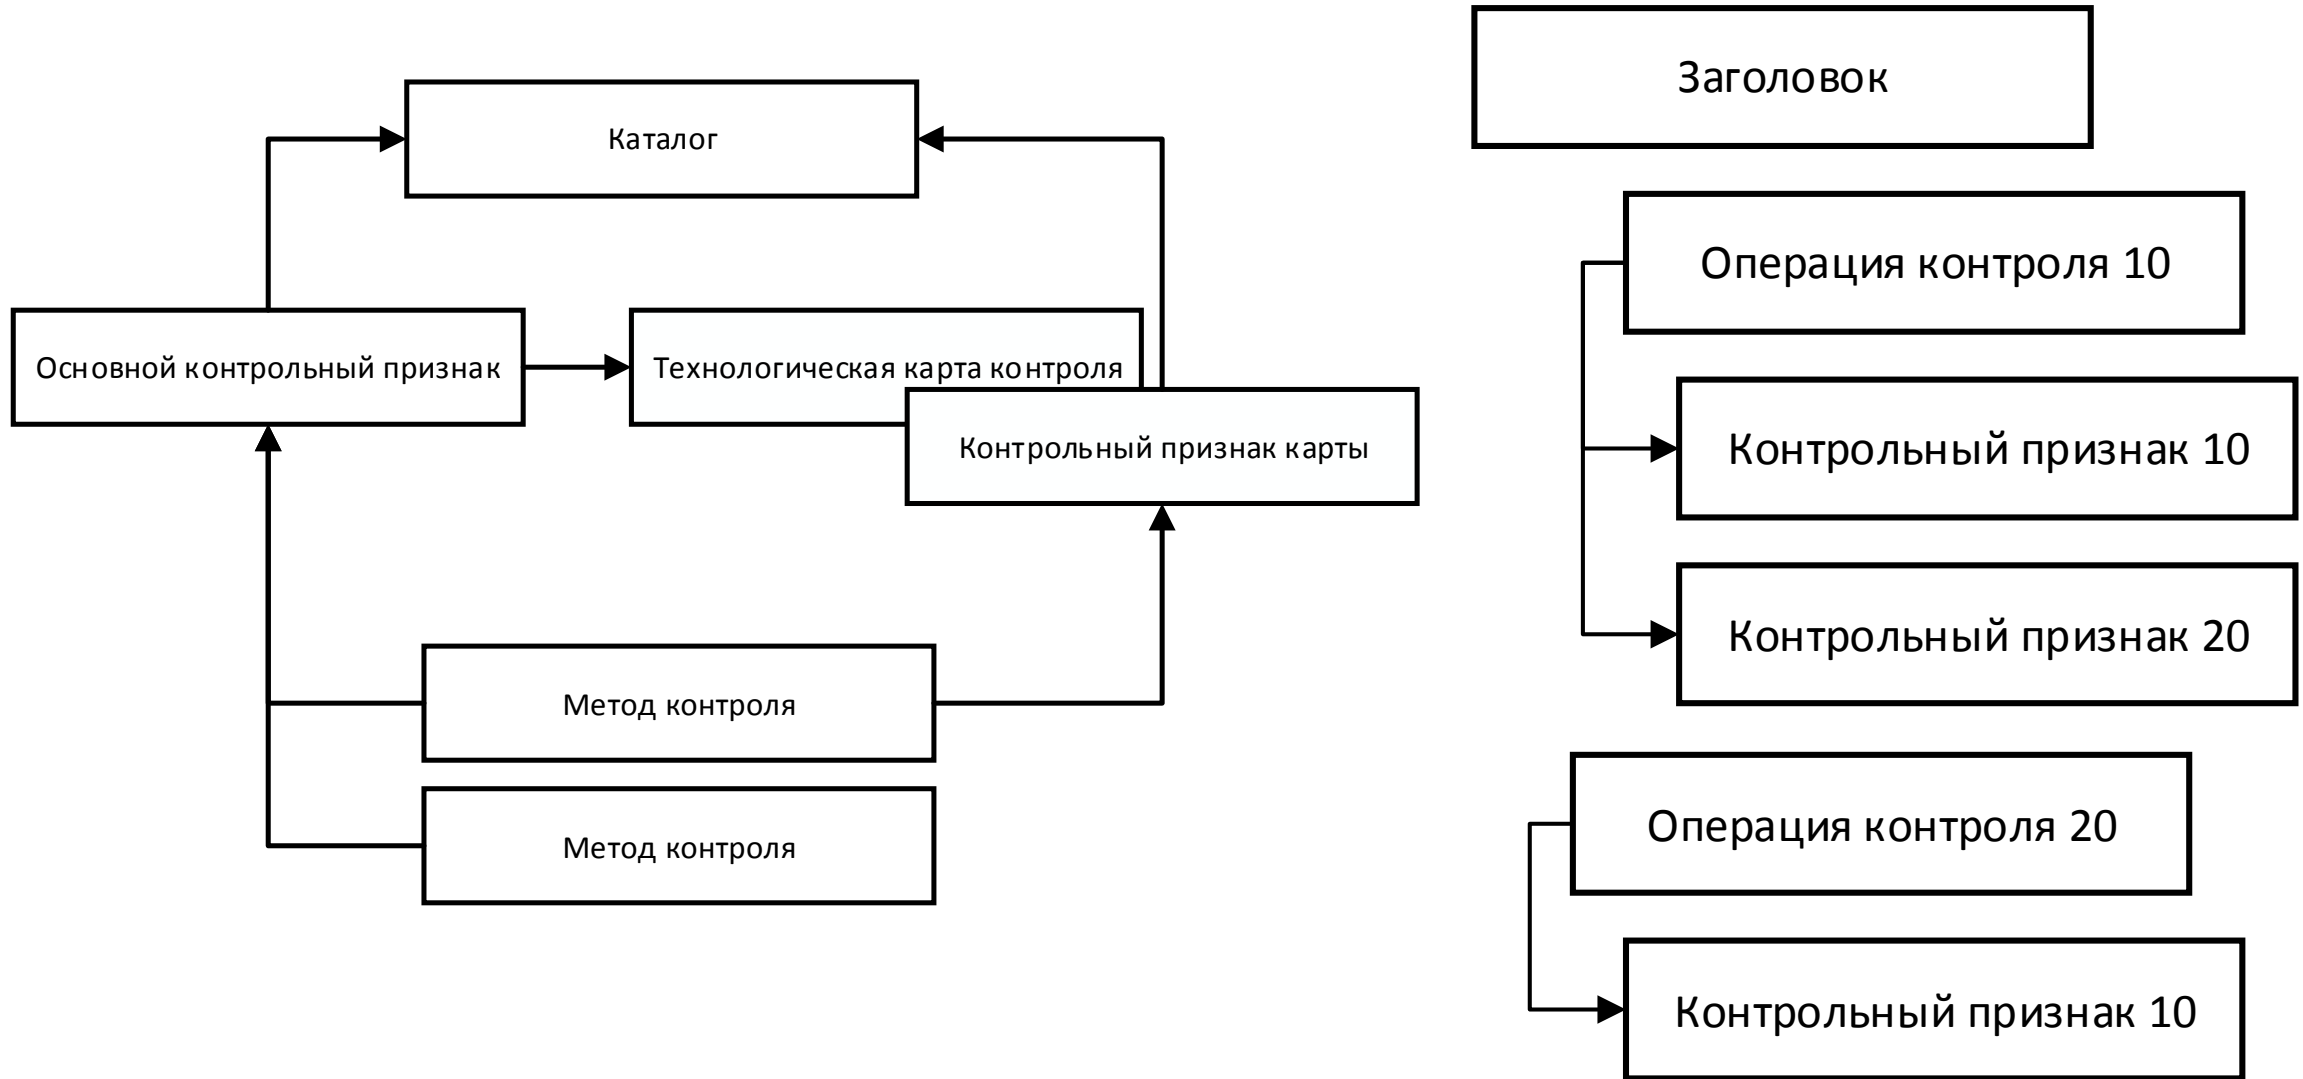 Каталог
Основной контрольный признак
Технологическая карта контроля
Контрольный признак карты
Метод контроля
Метод контроля
Заголовок
Операция контроля 10
Контрольный признак 10
Контрольный признак 20
Операция контроля 20
Контрольный признак 10